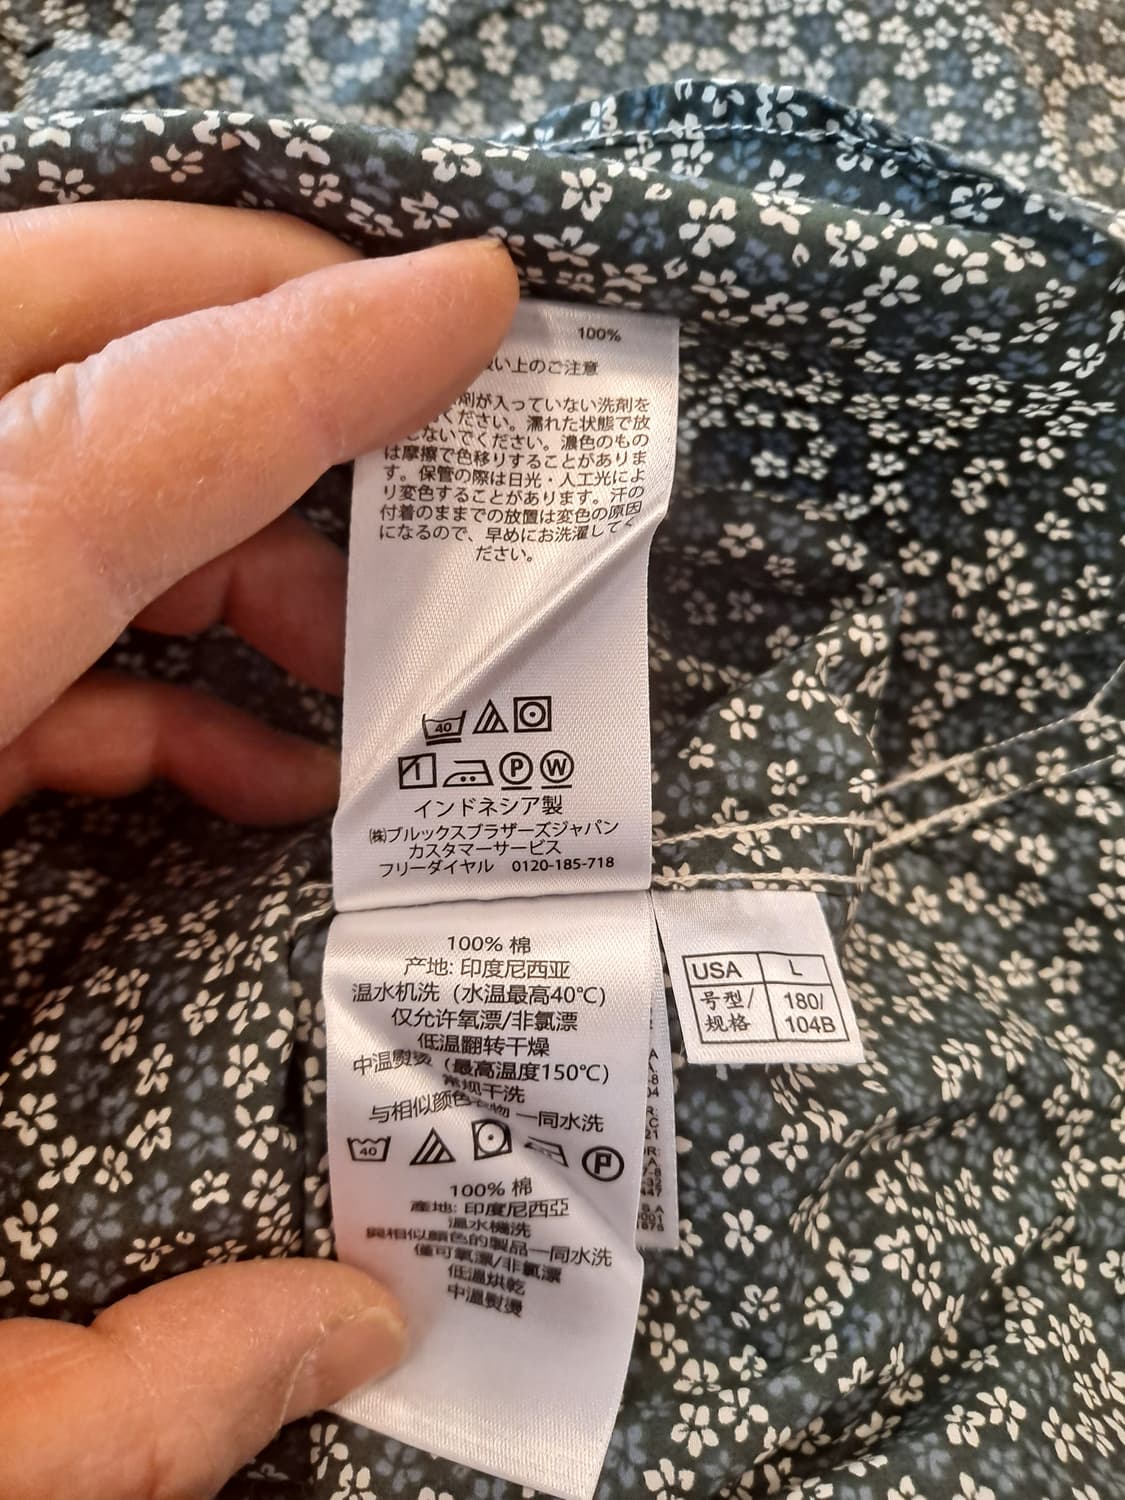 100%
い上のご注意
剤が入っていない洗剤を
ください。濡れた状態で放
しないでください。濃色のもの
は摩擦で色移りすることがありま
す。保管の際は日光・人工光によ
り変色することがあります。汗の
付着のままでの放置は変色の原因
になるので、早めにお洗濯してく
ださい。
40
P W
インドネシア製
㈱ブルックスブラザーズジャパン
カスタマーサービス
フリーダイヤル 0120-185-718
100% 棉
产地: 印度尼西亚
温水机洗（水温最高40℃）
仅允许氧漂/非氯漂
低温翻转干燥
中温熨烫（最高温度150℃）
常规干洗
与相似颜色衣物一同水洗
40
P
100% 棉
產地: 印度尼西亞
温水機洗
與相似顏色的製品一同水洗
僅可氧漂/非氯漂
低温烘乾
中温熨燙
USA L
号型/
规格
180/
104B